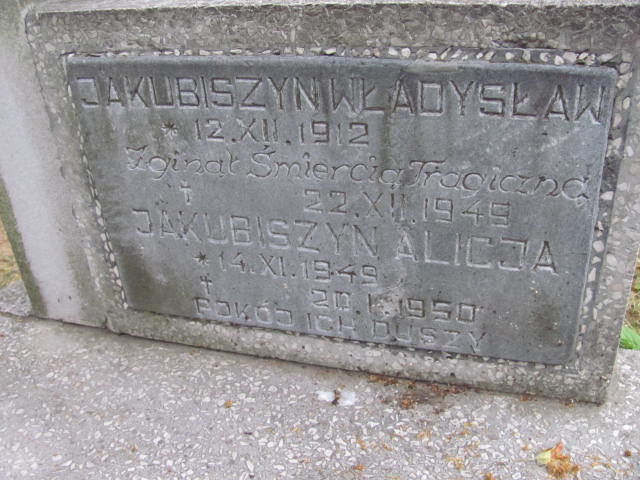 JAKUBISZYN WŁADYSŁAW
* 12.XII.1912
Zginął Śmiercią Tragiczną
† 22.XII.1949
JAKUBISZYN ALICJA
* 14.XI.1949
† 20.I.1950
POKÓJ ICH DUSZY